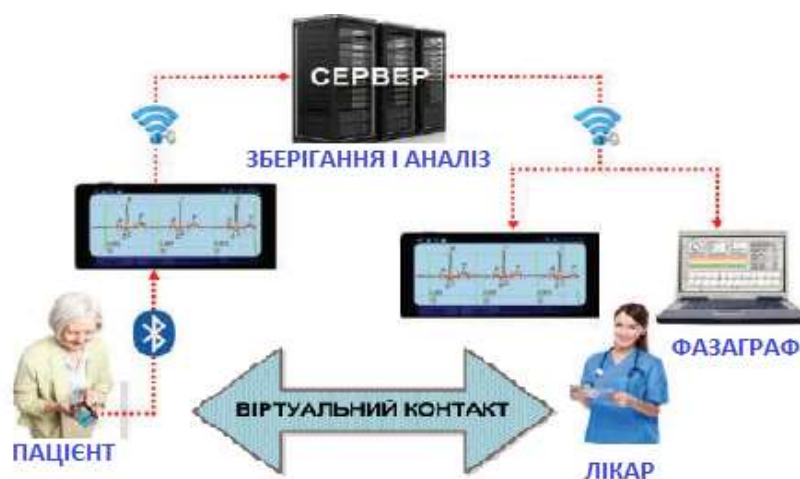 СЕРВЕР
ЗБЕРІГАННЯ І АНАЛІЗ
ФАЗАГРАФ
ВІРТУАЛЬНИЙ КОНТАКТ
ПАЦІЄНТ
ЛІКАР